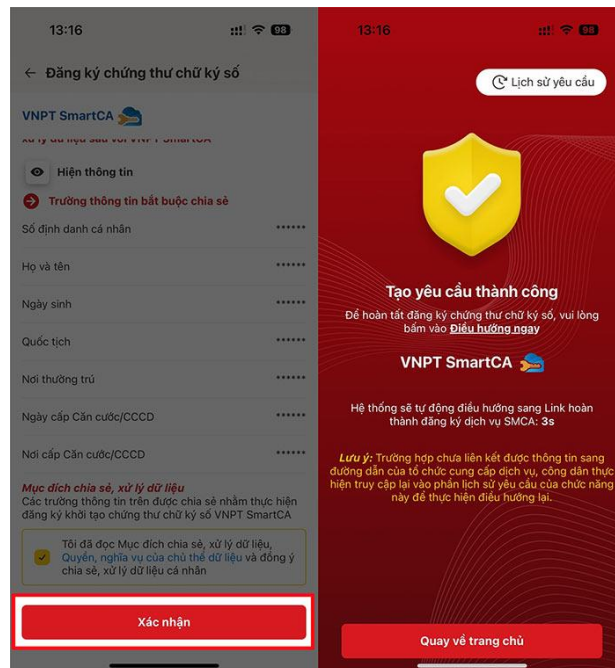 13:16
98
← Đăng ký chứng thư chữ ký số
VNPT SmartCA
xử lý dữ liệu sau với VNPT SmartCA
Hiện thông tin
Trường thông tin bắt buộc chia sẻ
Số định danh cá nhân ******
Họ và tên ******
Ngày sinh ******
Quốc tịch ******
Nơi thường trú ******
Ngày cấp Căn cước/CCCD ******
Nơi cấp Căn cước/CCCD ******
Mục đích chia sẻ, xử lý dữ liệu
Các trường thông tin trên được chia sẻ nhằm thực hiện
đăng ký khởi tạo chứng thư chữ ký số VNPT SmartCA
Tôi đã đọc Mục đích chia sẻ, xử lý dữ liệu,
Quyền, nghĩa vụ của chủ thể dữ liệu và đồng ý
chia sẻ, xử lý dữ liệu cá nhân
Xác nhận
13:16
98
Lịch sử yêu cầu
Tạo yêu cầu thành công
Để hoàn tất đăng ký chứng thư chữ ký số, vui lòng
bấm vào Điều hướng ngay
VNPT SmartCA
Hệ thống sẽ tự động điều hướng sang Link hoàn
thành đăng ký dịch vụ SMCA: 3s
Lưu ý: Trường hợp chưa liên kết được thông tin sang
đường dẫn của tổ chức cung cấp dịch vụ, công dân thực
hiện truy cập lại vào phần lịch sử yêu cầu của chức năng
này để thực hiện điều hướng lại.
Quay về trang chủ